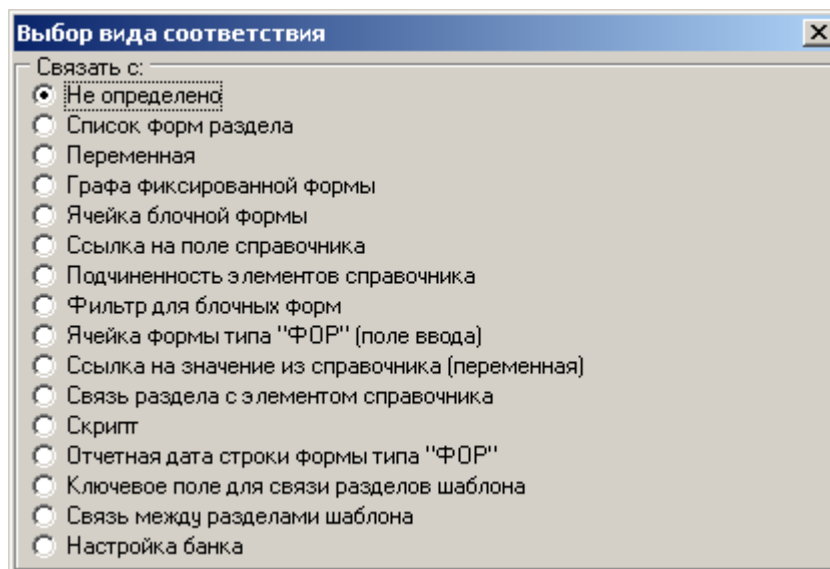 Выбор вида соответствия
Связать с:
Не определено
Список форм раздела
Переменная
Графа фиксированной формы
Ячейка блочной формы
Ссылка на поле справочника
Подчиненность элементов справочника
Фильтр для блочных форм
Ячейка формы типа "ФОР" (поле ввода)
Ссылка на значение из справочника (переменная)
Связь раздела с элементом справочника
Скрипт
Отчетная дата строки формы типа "ФОР"
Ключевое поле для связи разделов шаблона
Связь между разделами шаблона
Настройка банка